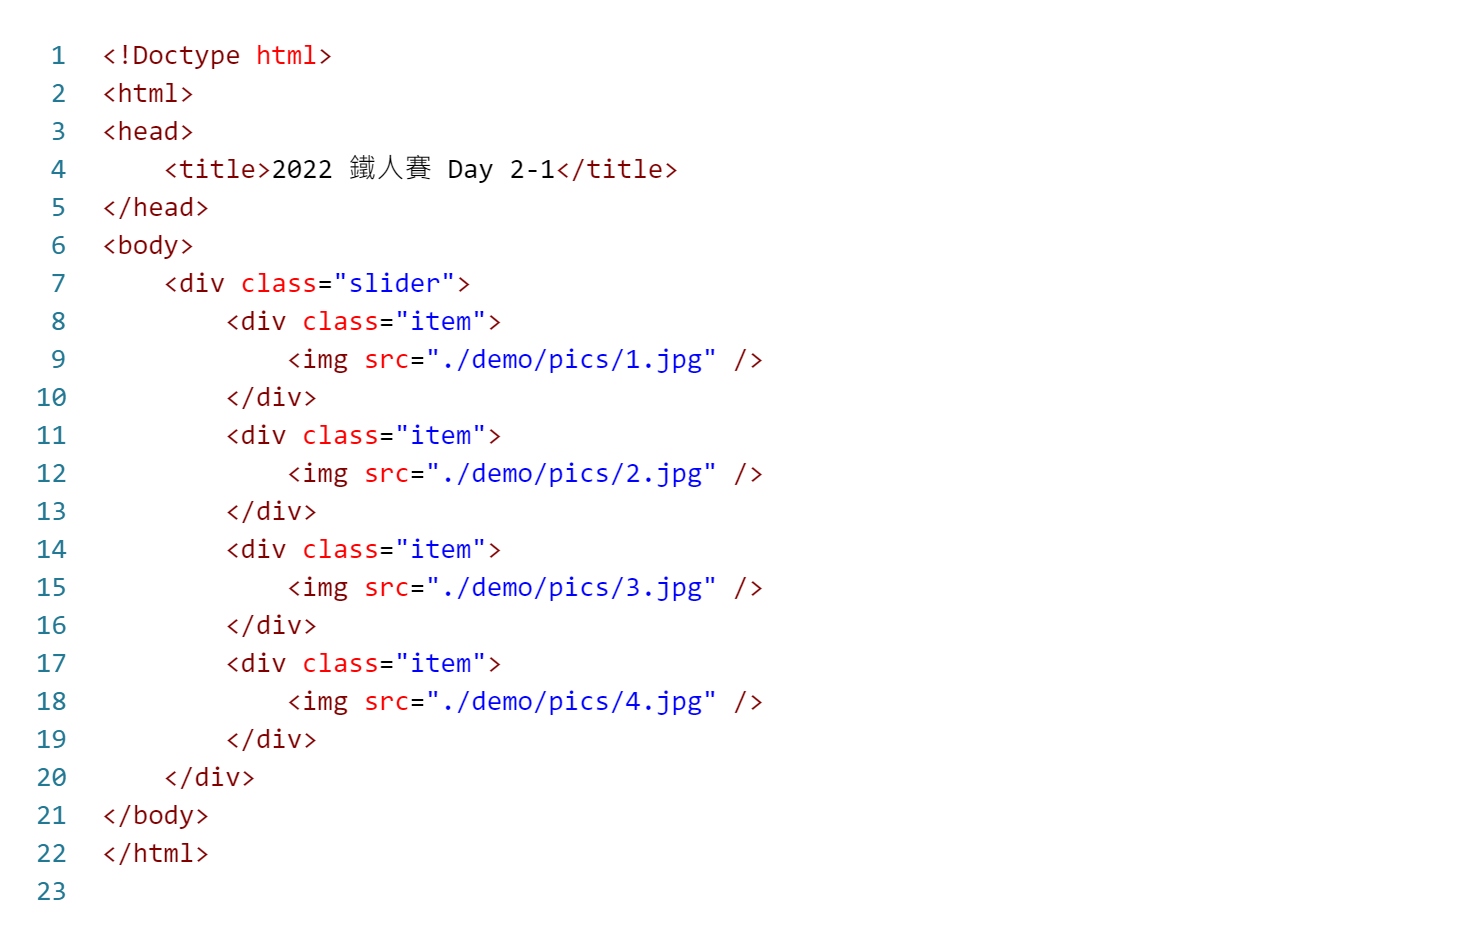 1 <!Doctype html>
2 <html>
3 <head>
4     <title>2022 鐵人賽 Day 2-1</title>
5 </head>
6 <body>
7     <div class="slider">
8         <div class="item">
9             <img src="./demo/pics/1.jpg" />
10         </div>
11         <div class="item">
12             <img src="./demo/pics/2.jpg" />
13         </div>
14         <div class="item">
15             <img src="./demo/pics/3.jpg" />
16         </div>
17         <div class="item">
18             <img src="./demo/pics/4.jpg" />
19         </div>
20     </div>
21 </body>
22 </html>
23